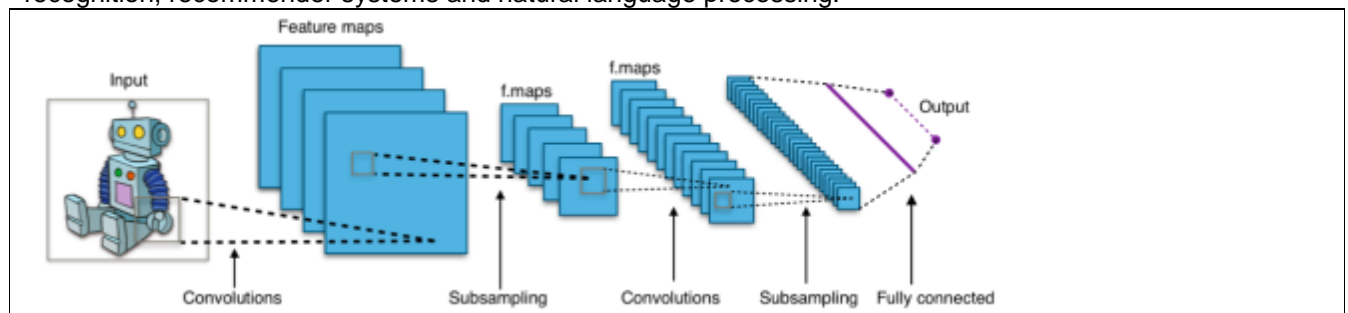 recognition, recommender systems and natural language processing.
Feature maps
f.maps
Input
f.maps
Output
Convolutions
Subsampling
Convolutions
Subsampling
Fully connected